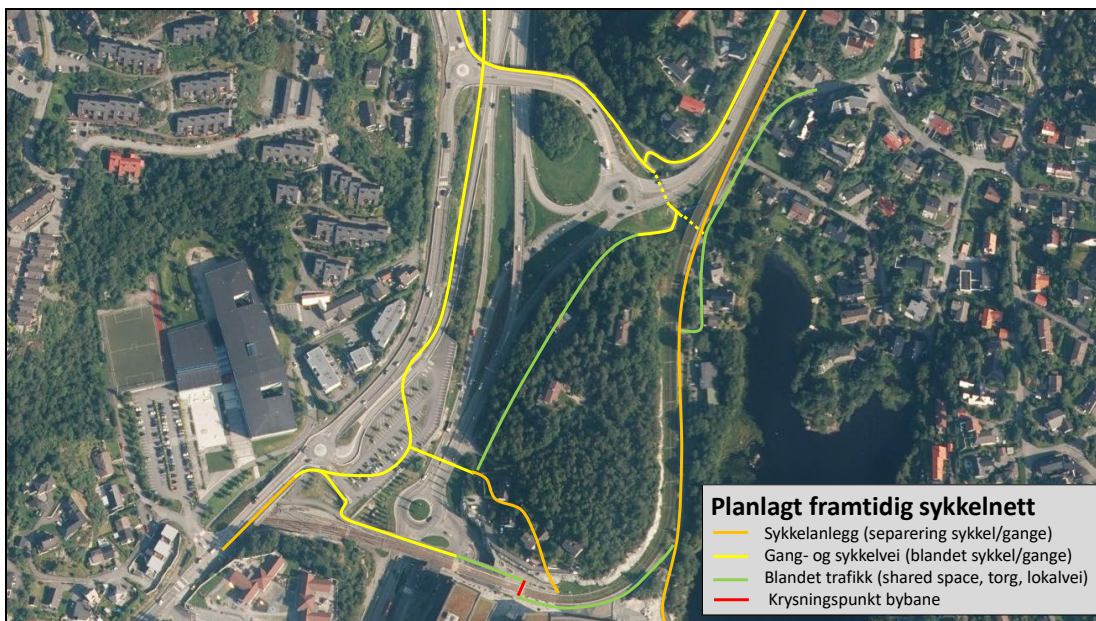 Planlagt framtidig sykkelnett
Sykkelanlegg (separering sykkel/gange)
Gang- og sykkelvei (blandet sykkel/gange)
Blandet trafikk (shared space, torg, lokalvei)
Krysningspunkt bybane